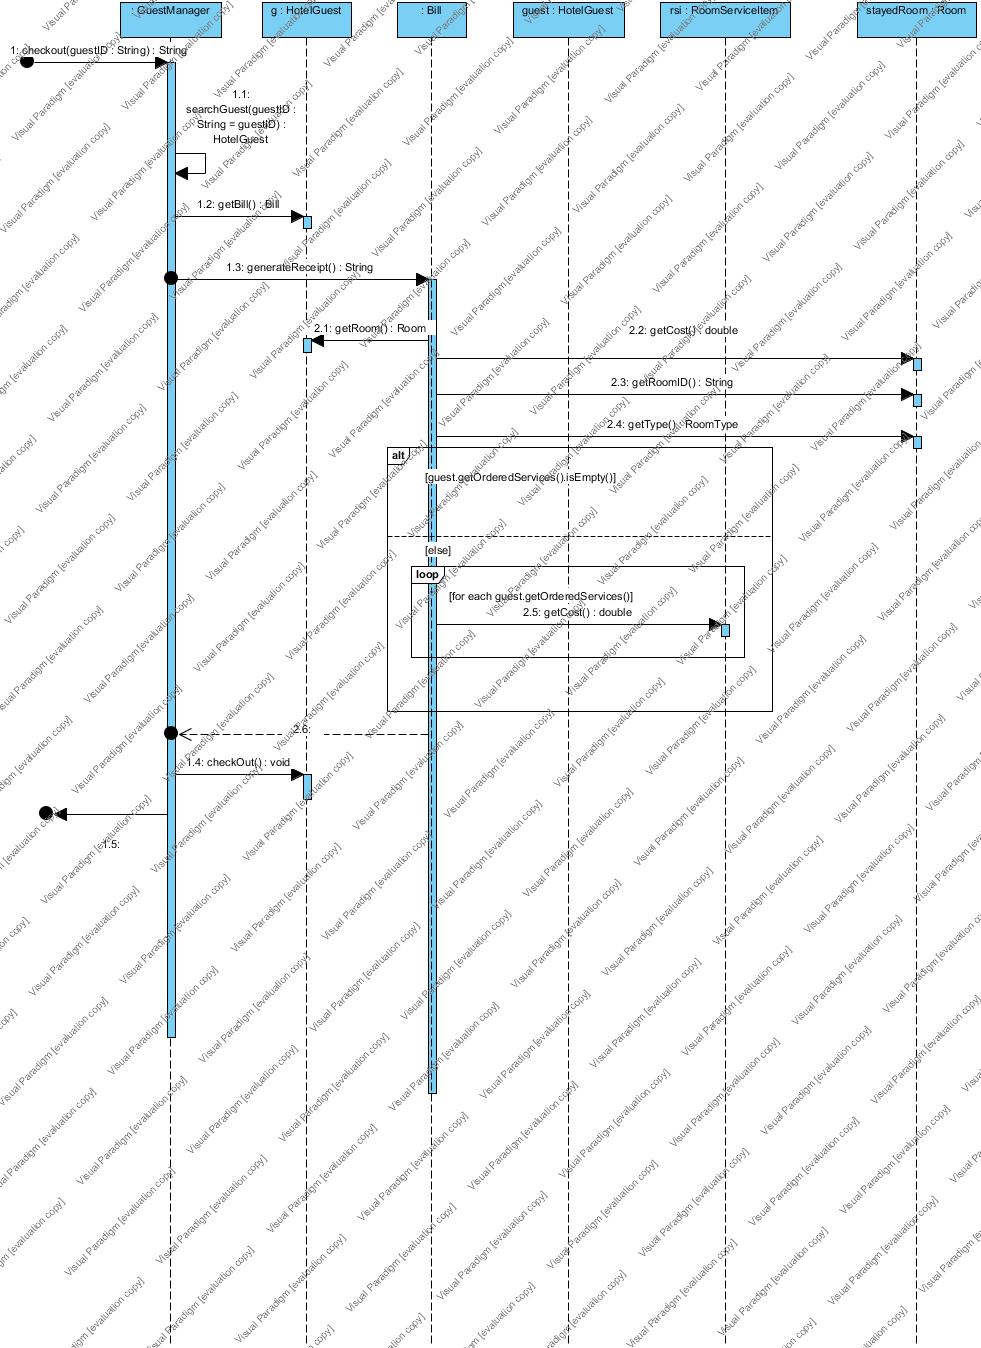 : GuestManager
g : HotelGuest
: Bill
guest : HotelGuest
rsi : RoomServiceItem
stayedRoom : Room
1: checkout(guestID : String) : String
1.1:
searchGuest(guestID :
String = guestID) :
HotelGuest
1.2: getBill() : Bill
1.3: generateReceipt() : String
2.1: getRoom() : Room
2.2: getCost() : double
2.3: getRoomID() : String
2.4: getType() : RoomType
alt
[guest.getOrderedServices().isEmpty()]
[else]
loop
[for each guest.getOrderedServices()]
2.5: getCost() : double
2.6:
1.4: checkOut() : void
1.5:
Visual Paradigm [evaluation copy]